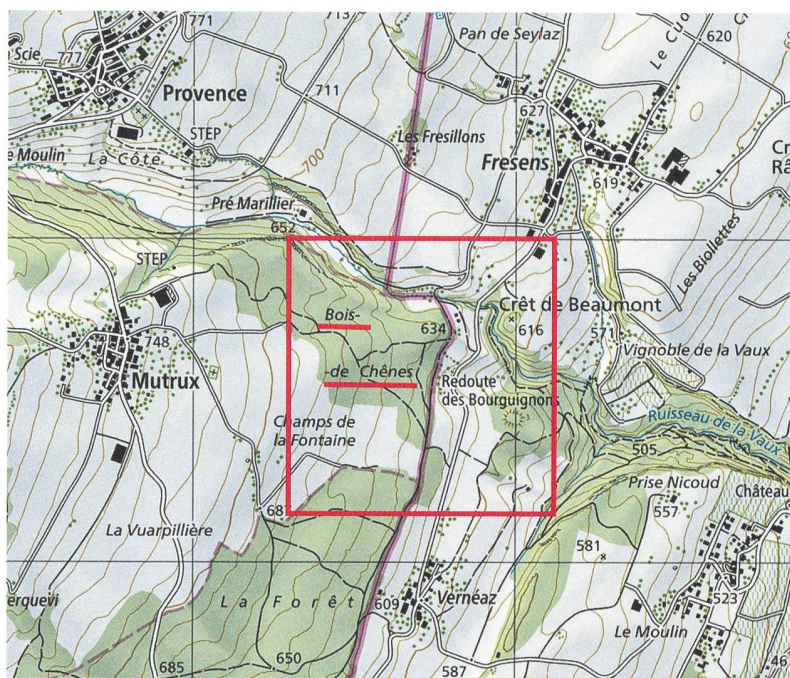 771
713
Pan de Seylaz
620
Scie
777
Provence
711
627
Les Fresillons
Fresens
STEP
Moulin
La Côte
700
619
Pré Marillier
652
Les Biollettes
STEP
Bois-
Crêt de Beaumont
634
616
571
748
Vignoble de la Vaux
Mutrux
-de Chênes
Redoute
des Bourguignons
Ruisseau de la Vaux
Champs de
la Fontaine
505
Prise Nicoud
Château
557
68
La Vuarpillière
581
La Forêt
609
Vernéaz
523
Le Moulin
685
650
587
46